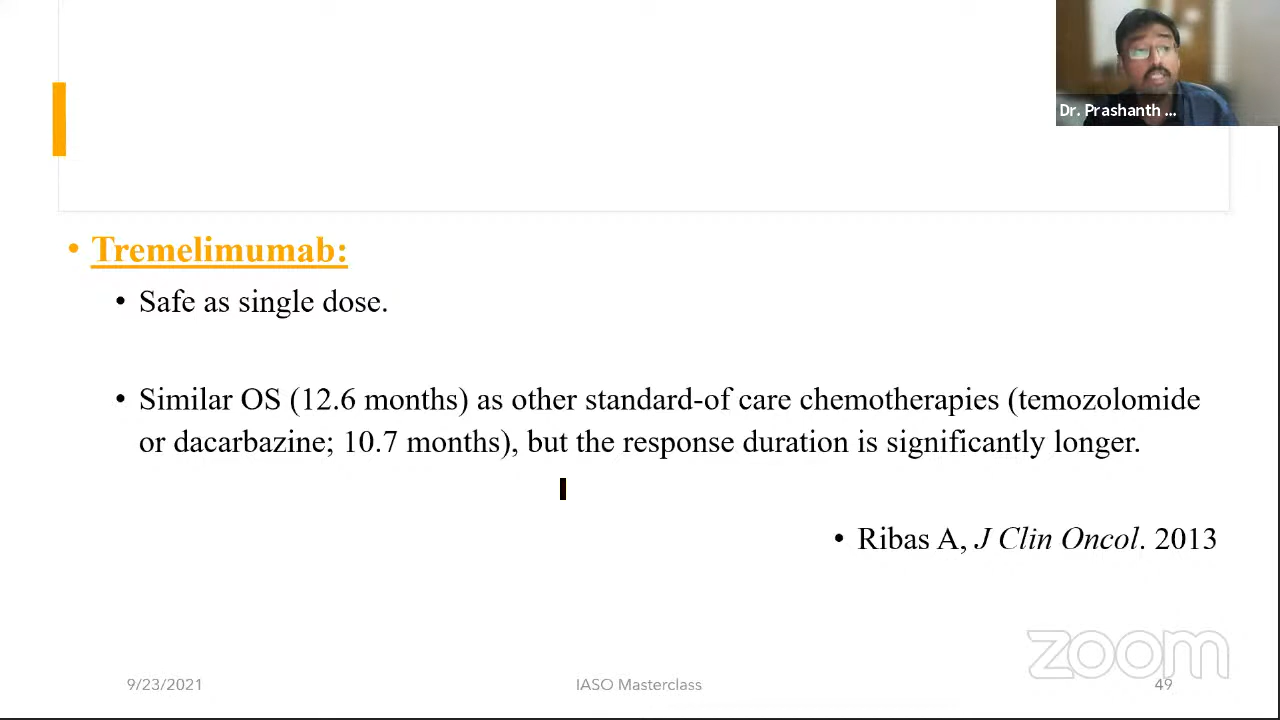 Dr. Prashanth ...
• Tremelimumab:
• Safe as single dose.
• Similar OS (12.6 months) as other standard-of care chemotherapies (temozolomide
or dacarbazine; 10.7 months), but the response duration is significantly longer.
• Ribas A, J Clin Oncol. 2013
zoom
9/23/2021
IASO Masterclass
49